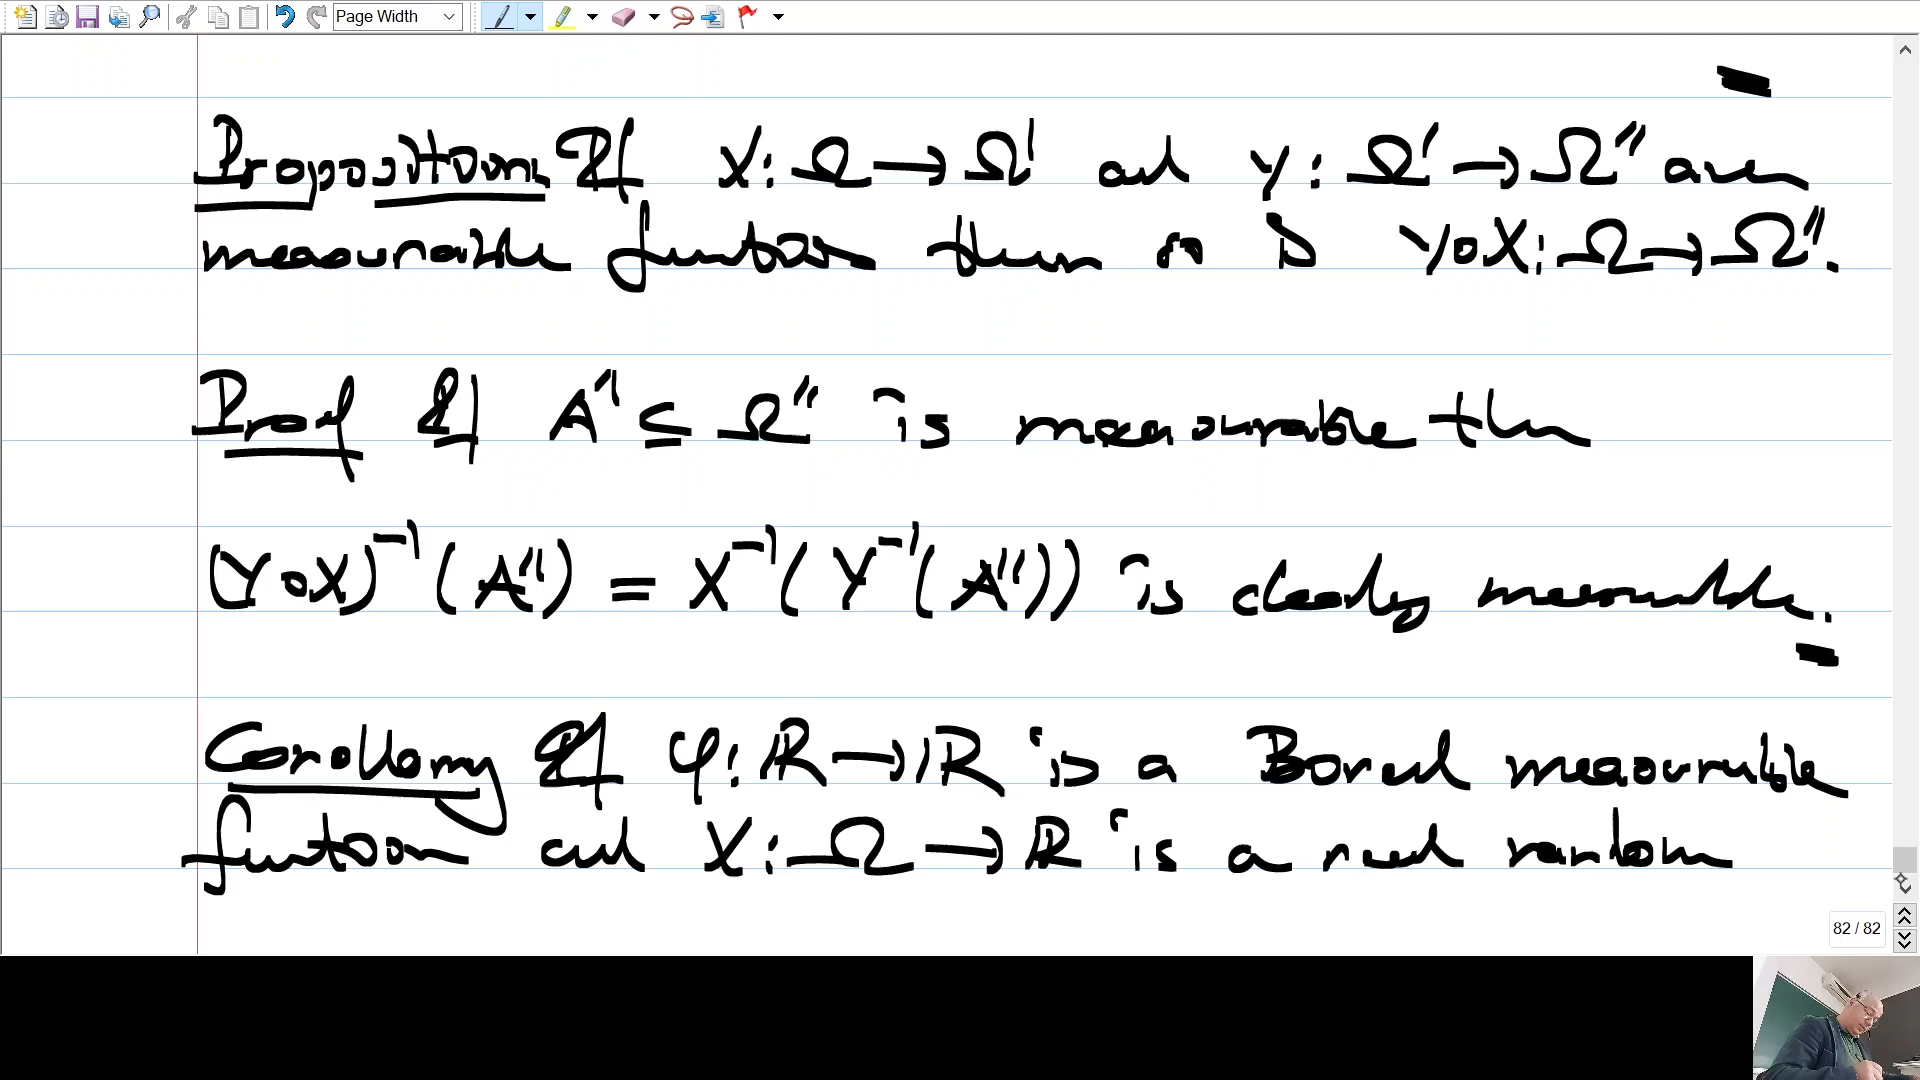 Page Width
Proposition: If X: Ω → Ω' and Y: Ω' → Ω'' are
measurable function then so is Y∘X: Ω → Ω''.
Proof If A'' ⊆ Ω'' is measurable then
(Y∘X)⁻¹(A'') = X⁻¹(Y⁻¹(A'')) is clearly measurable.
Corollary If φ: ℝ → ℝ is a Borel measurable
function and X: Ω → ℝ is a real random
82 / 82